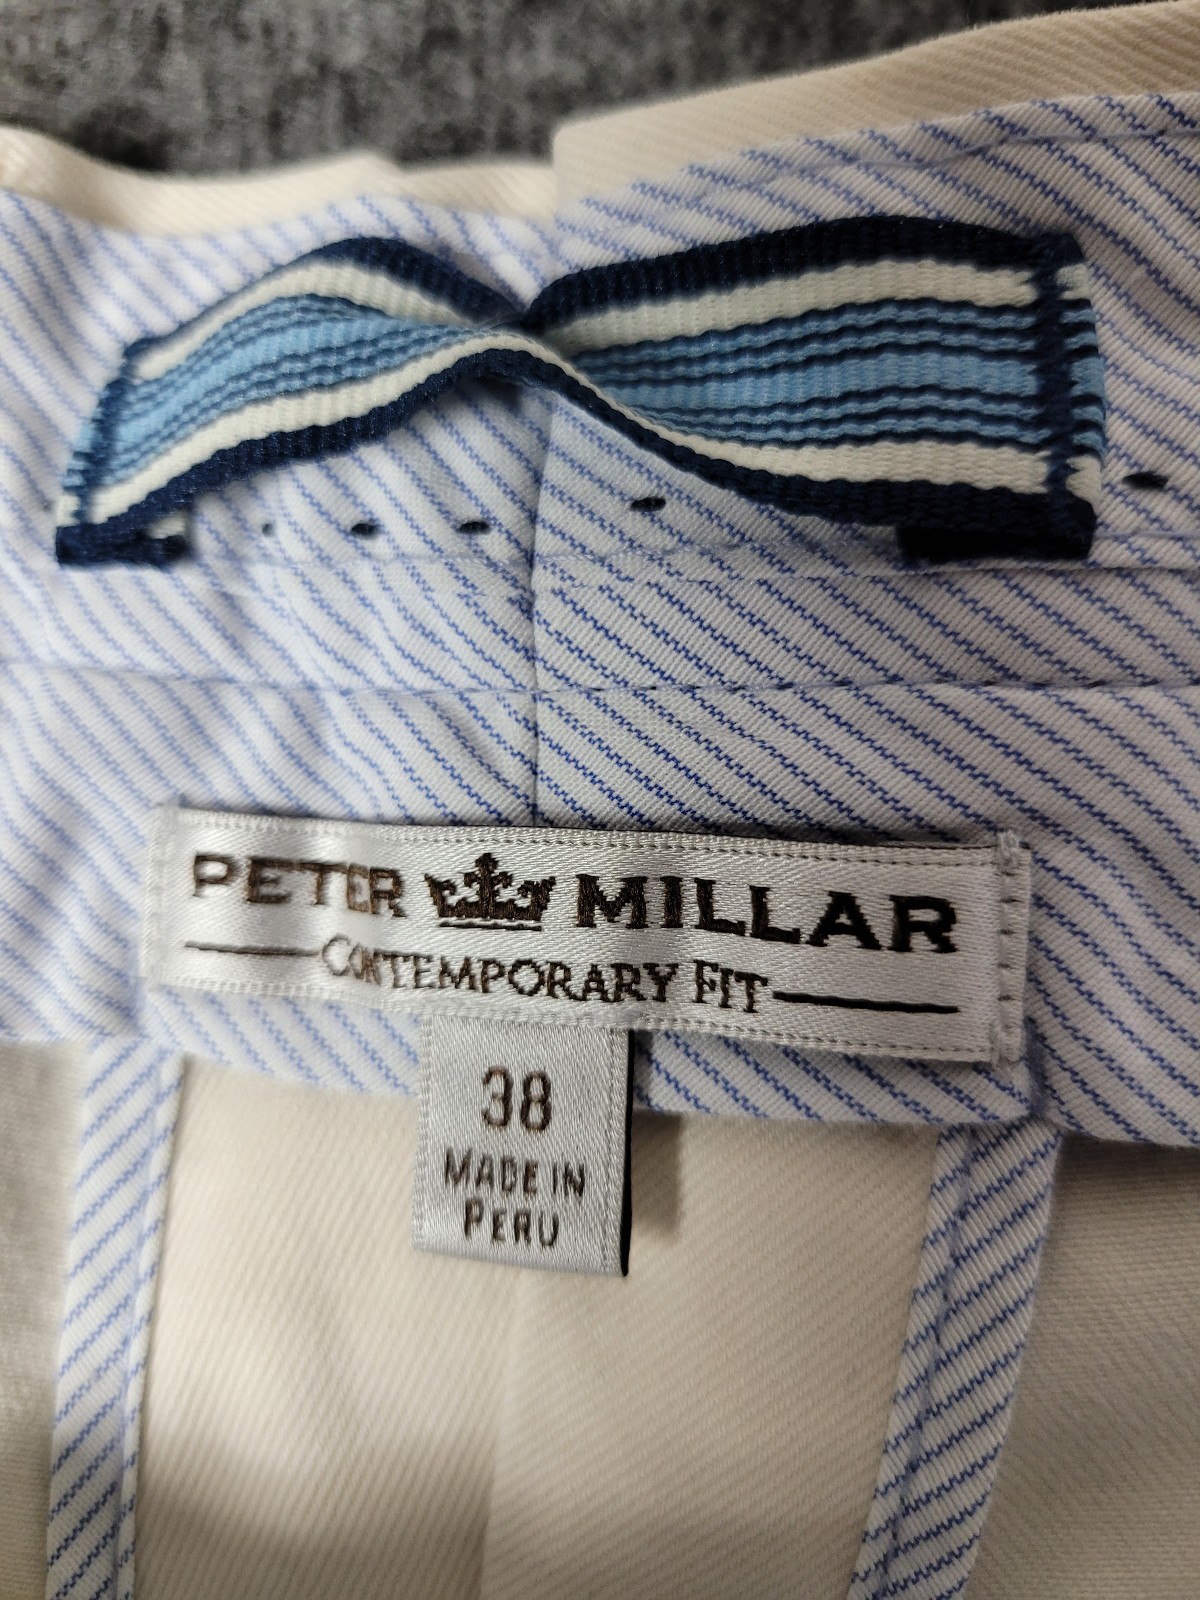 PETER MILLAR
CONTEMPORARY FIT
38
MADE IN
PERU